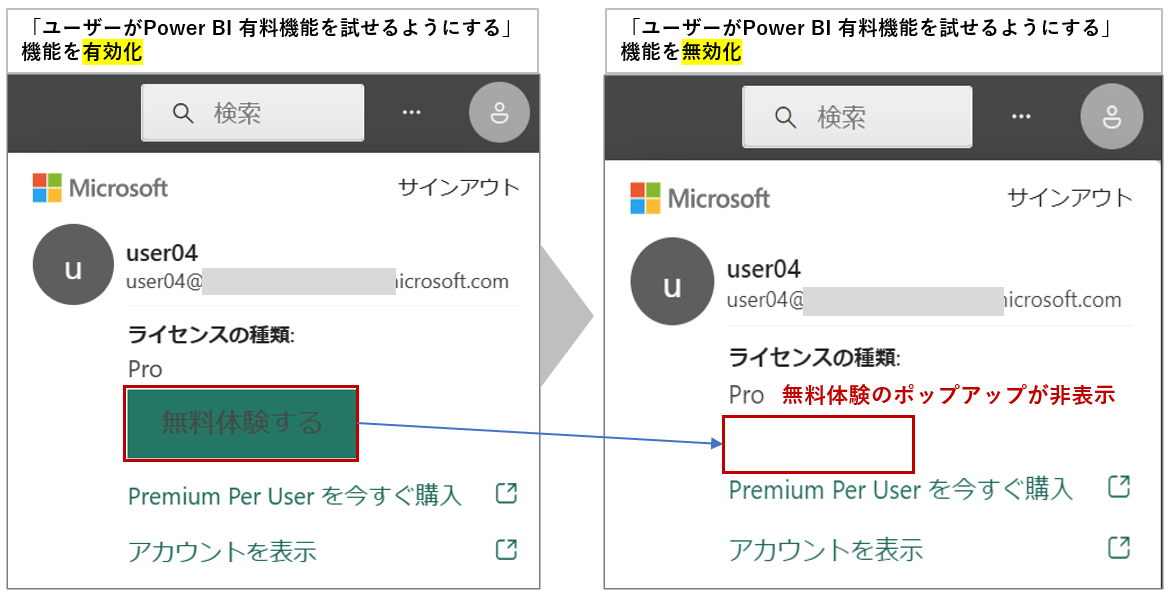 「ユーザーがPower BI 有料機能を試せるようにする」
機能を有効化
検索
Microsoft
サインアウト
u
user04
user04@
icrosoft.com
ライセンスの種類:
Pro
無料体験する
Premium Per User を今すぐ購入
アカウントを表示
「ユーザーがPower BI 有料機能を試せるようにする」
機能を無効化
検索
Microsoft
サインアウト
u
user04
user04@
icrosoft.com
ライセンスの種類:
Pro 無料体験のポップアップが非表示
Premium Per User を今すぐ購入
アカウントを表示